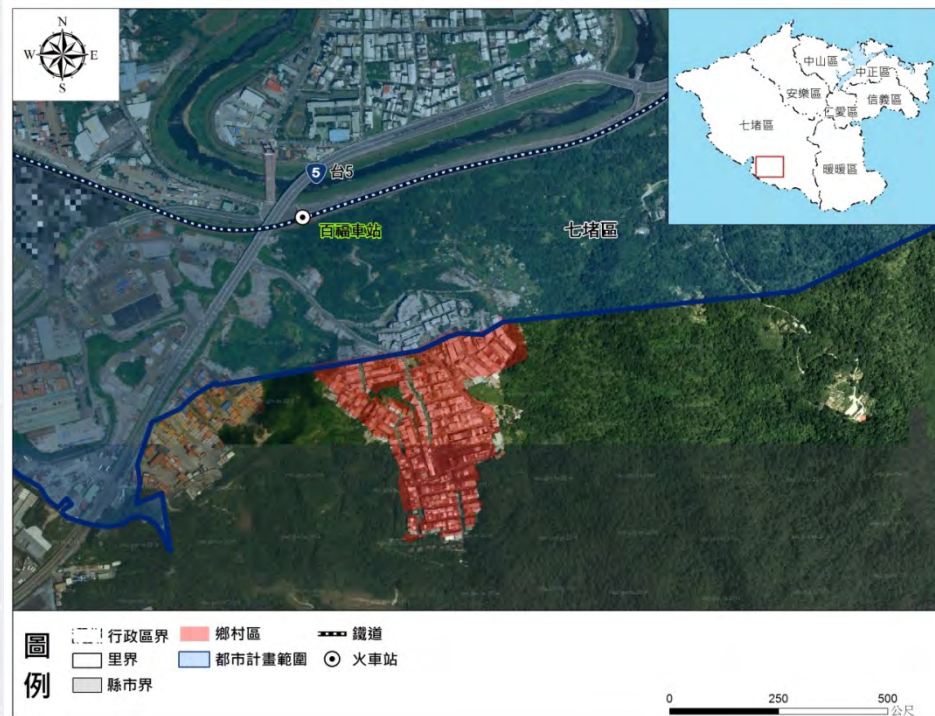 N
W E
S
中山區
中正區
安樂區
信義區
仁愛區
七堵區
暖暖區
5 台5
百福車站
七堵區
圖例
行政區界
鄉村區
鐵道
里界
都市計畫範圍
火車站
縣市界
0 250 500
公尺